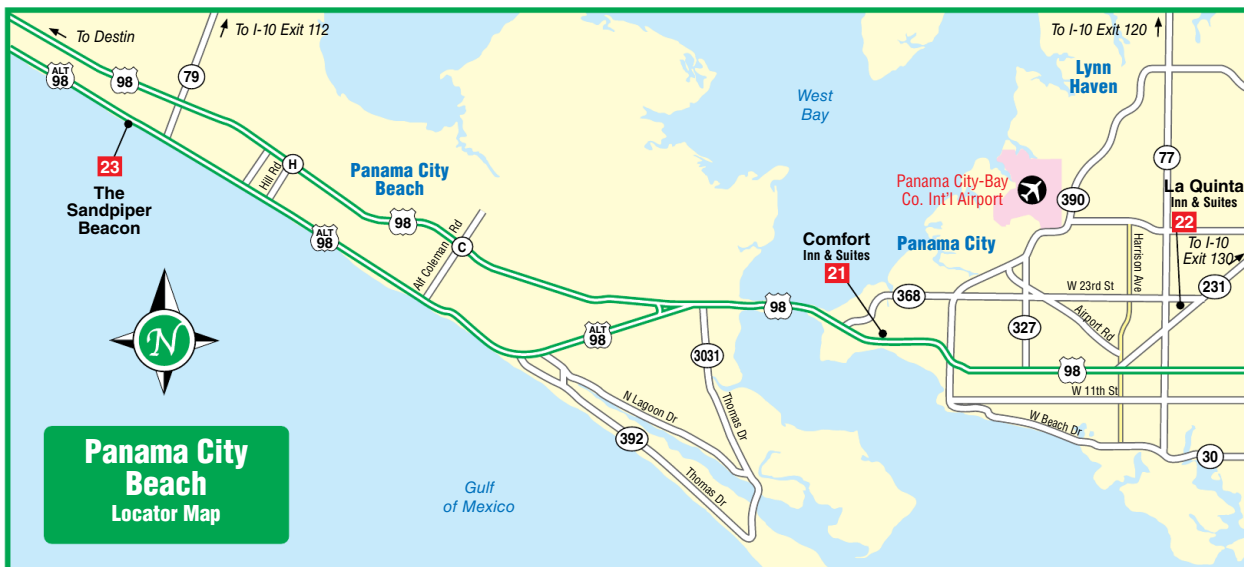 To Destin
To I-10 Exit 112
To I-10 Exit 120
ALT
98
98
79
23
The
Sandpiper
Beacon
Hill Rd
H
Panama City
Beach
98
ALT
98
Alf Coleman Rd
C
West
Bay
Lynn
Haven
77
Panama City-Bay
Co. Int'l Airport
390
La Quinta
Inn & Suites
22
To I-10
Exit 130
Panama City
Comfort
Inn & Suites
21
Harrison Ave
231
368
W 23rd St
98
327
Airport Rd
ALT
98
3031
98
W 11th St
N Lagoon Dr
Thomas Dr
W Beach Dr
392
30
Thomas Dr
Gulf
of Mexico
N
Panama City
Beach
Locator Map